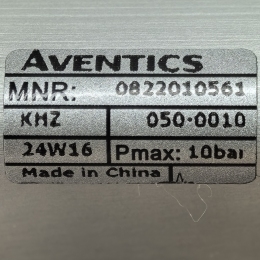 AVENTICS
MNR: 0822010561
KHZ 050-0010
24W16 Pmax: 10bar
Made in China